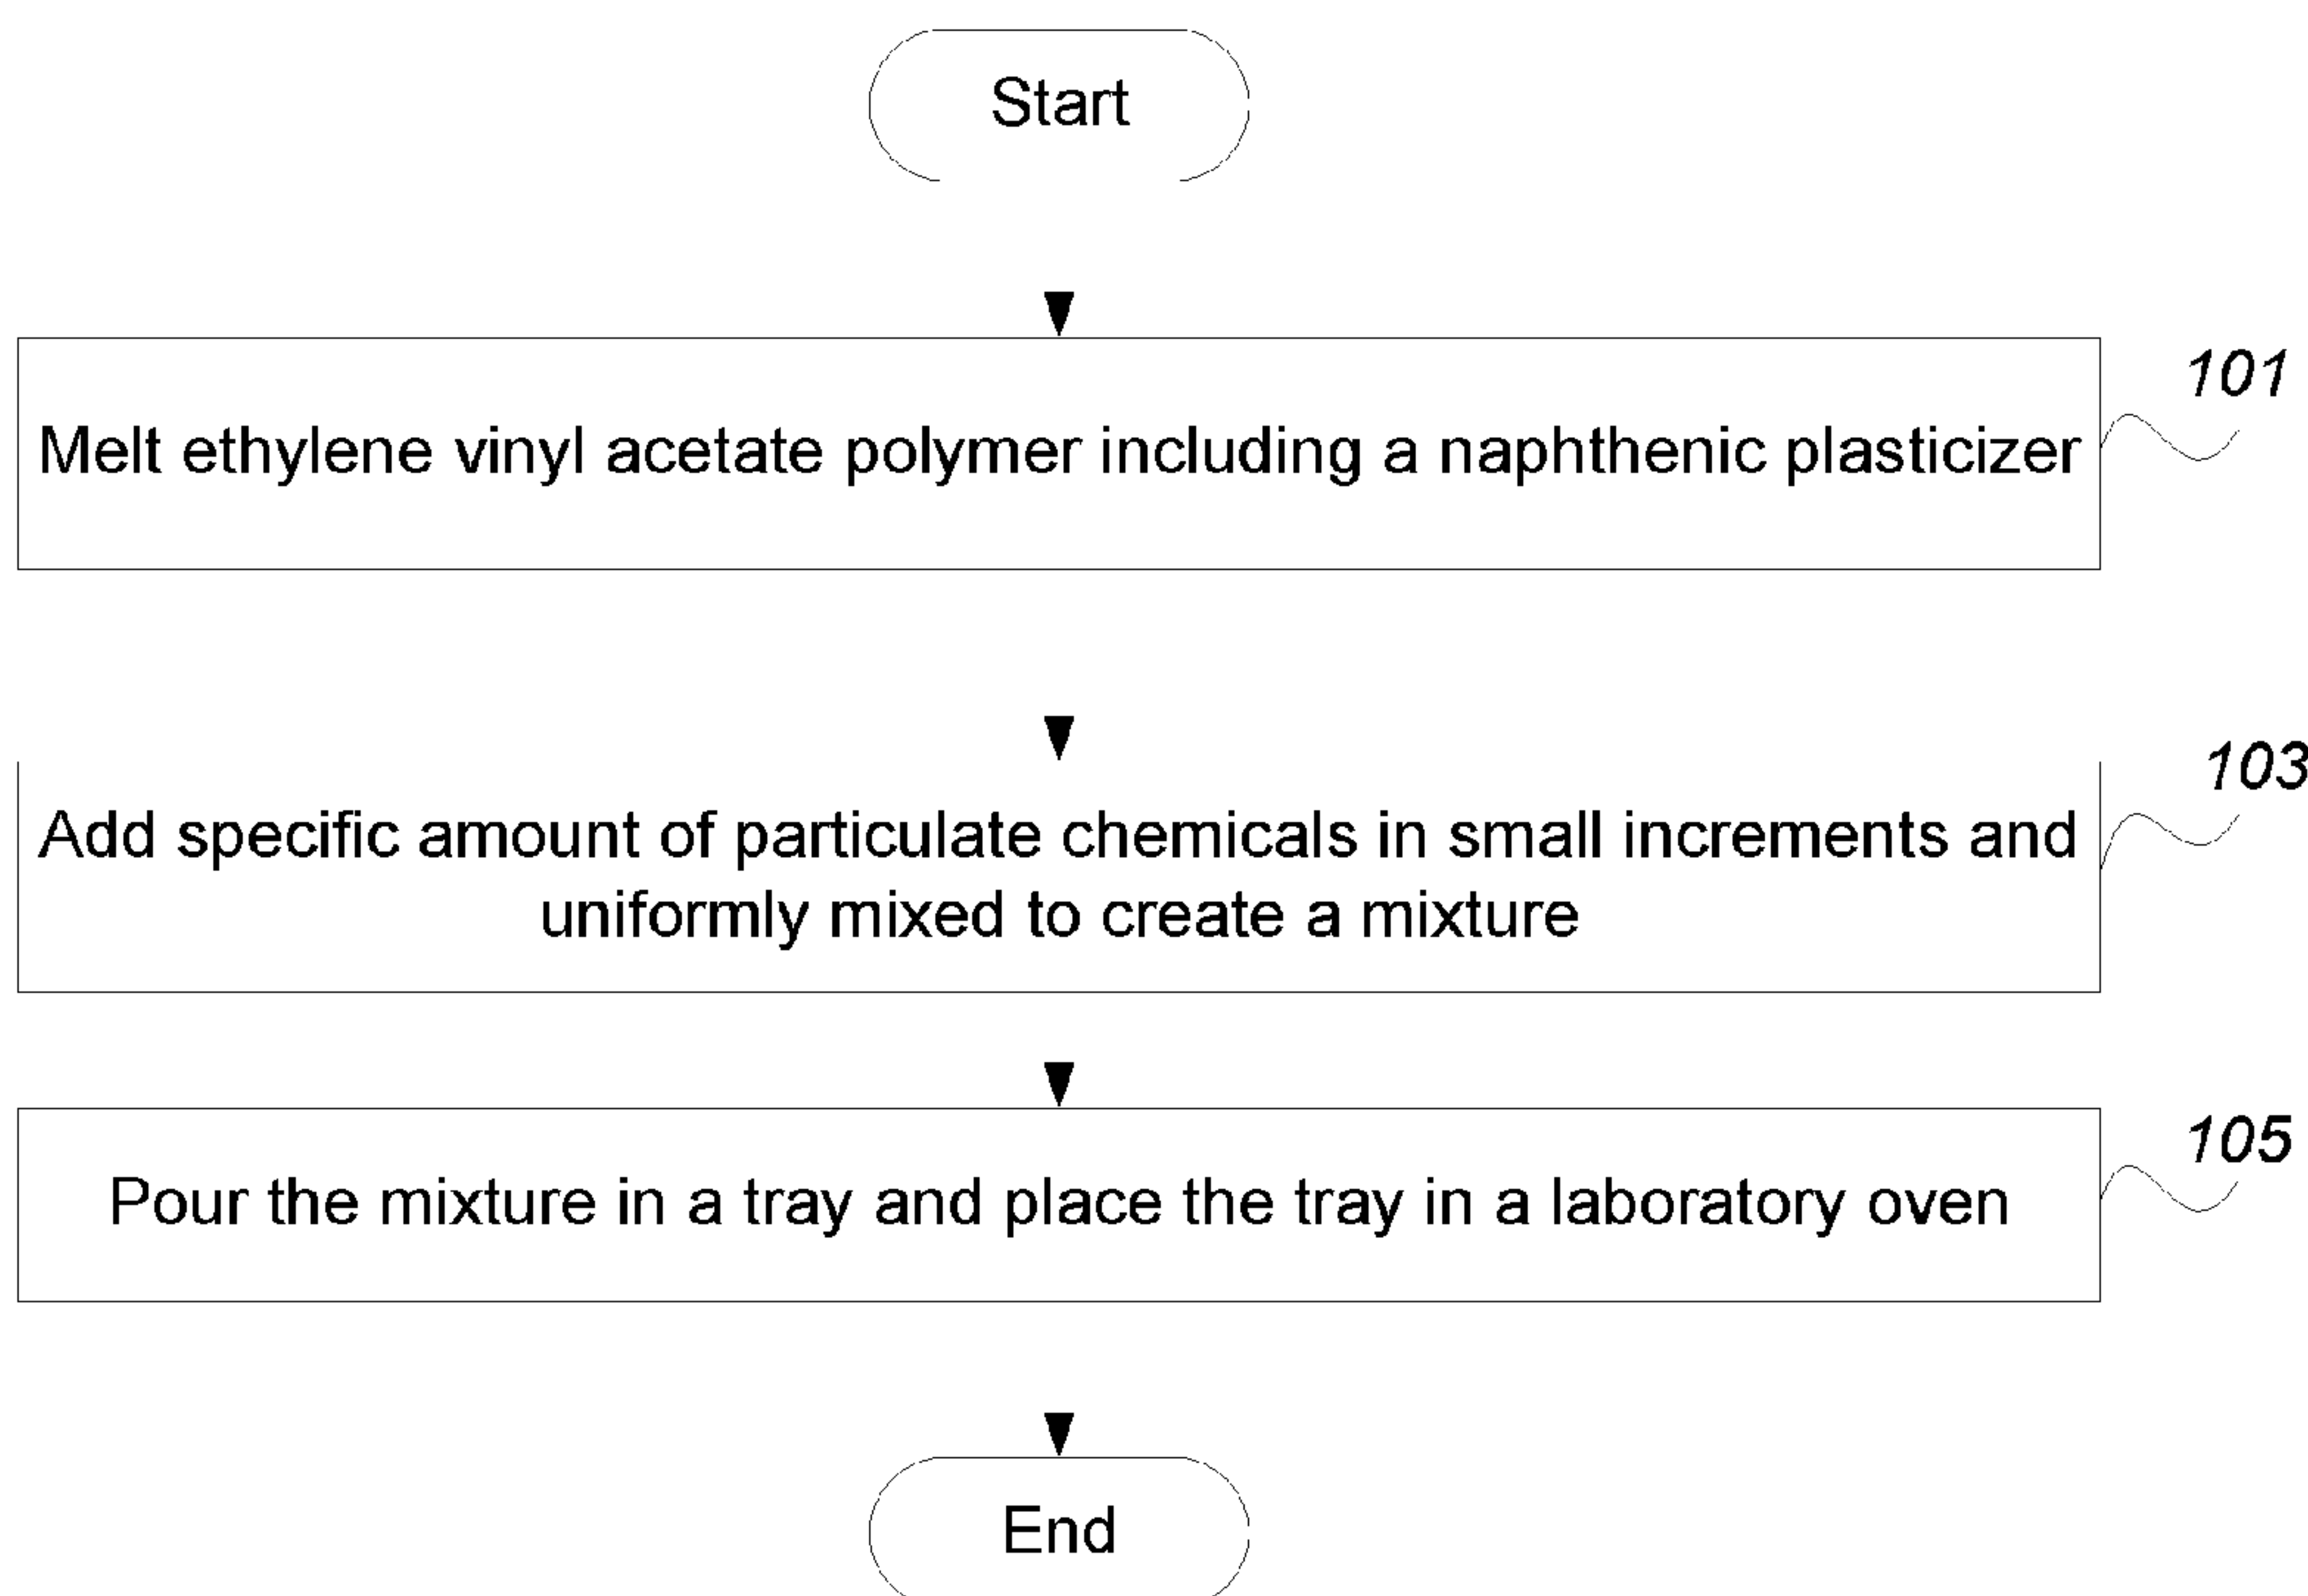 Start
101
Melt ethylene vinyl acetate polymer including a naphthenic plasticizer
103
Add specific amount of particulate chemicals in small increments and
uniformly mixed to create a mixture
105
Pour the mixture in a tray and place the tray in a laboratory oven
End